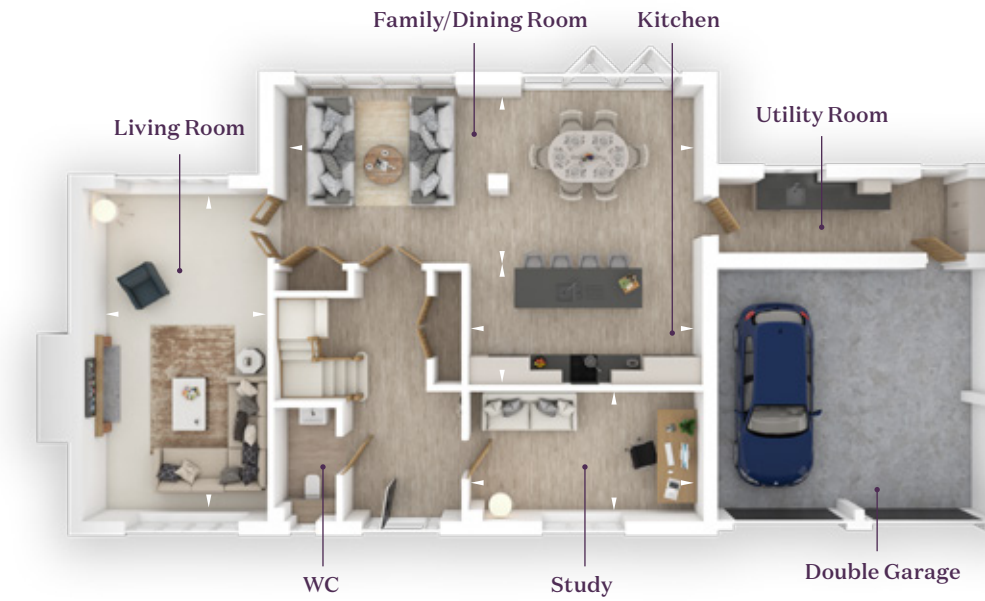 Family/Dining Room
Kitchen
Utility Room
Living Room
WC
Study
Double Garage